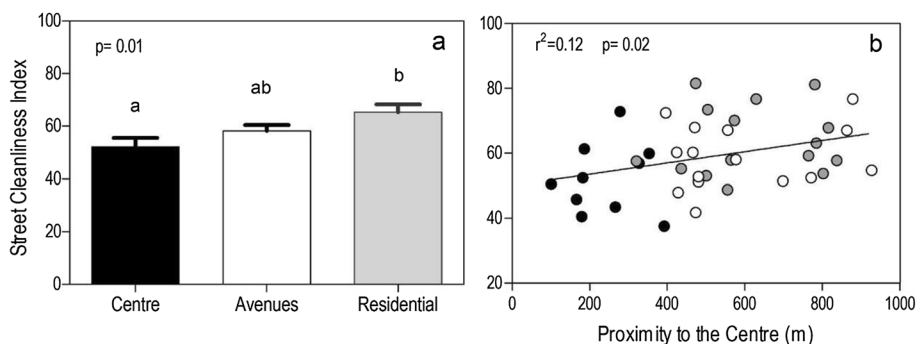 100
80
60
40
20
0
Street Cleanliness Index
p= 0.01
a
a
ab
b
Centre
Avenues
Residential
100
80
60
40
20
r²=0.12 p= 0.02
b
0
200
400
600
800
1000
Proximity to the Centre (m)